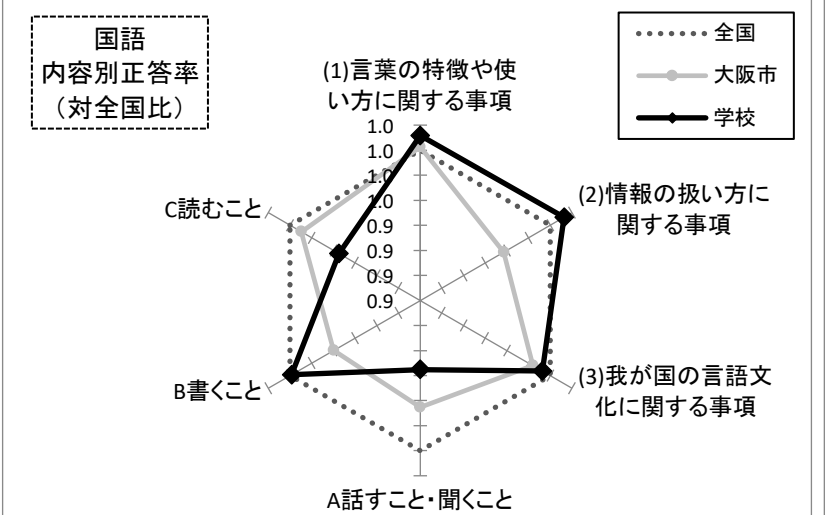 国語
内容別正答率
（対全国比）
全国
大阪市
学校
(1)言葉の特徴や使
い方に関する事項
1.0
1.0
1.0
1.0
0.9
0.9
0.9
0.9
(2)情報の扱い方に
関する事項
(3)我が国の言語文
化に関する事項
A話すこと・聞くこと
B書くこと
C読むこと